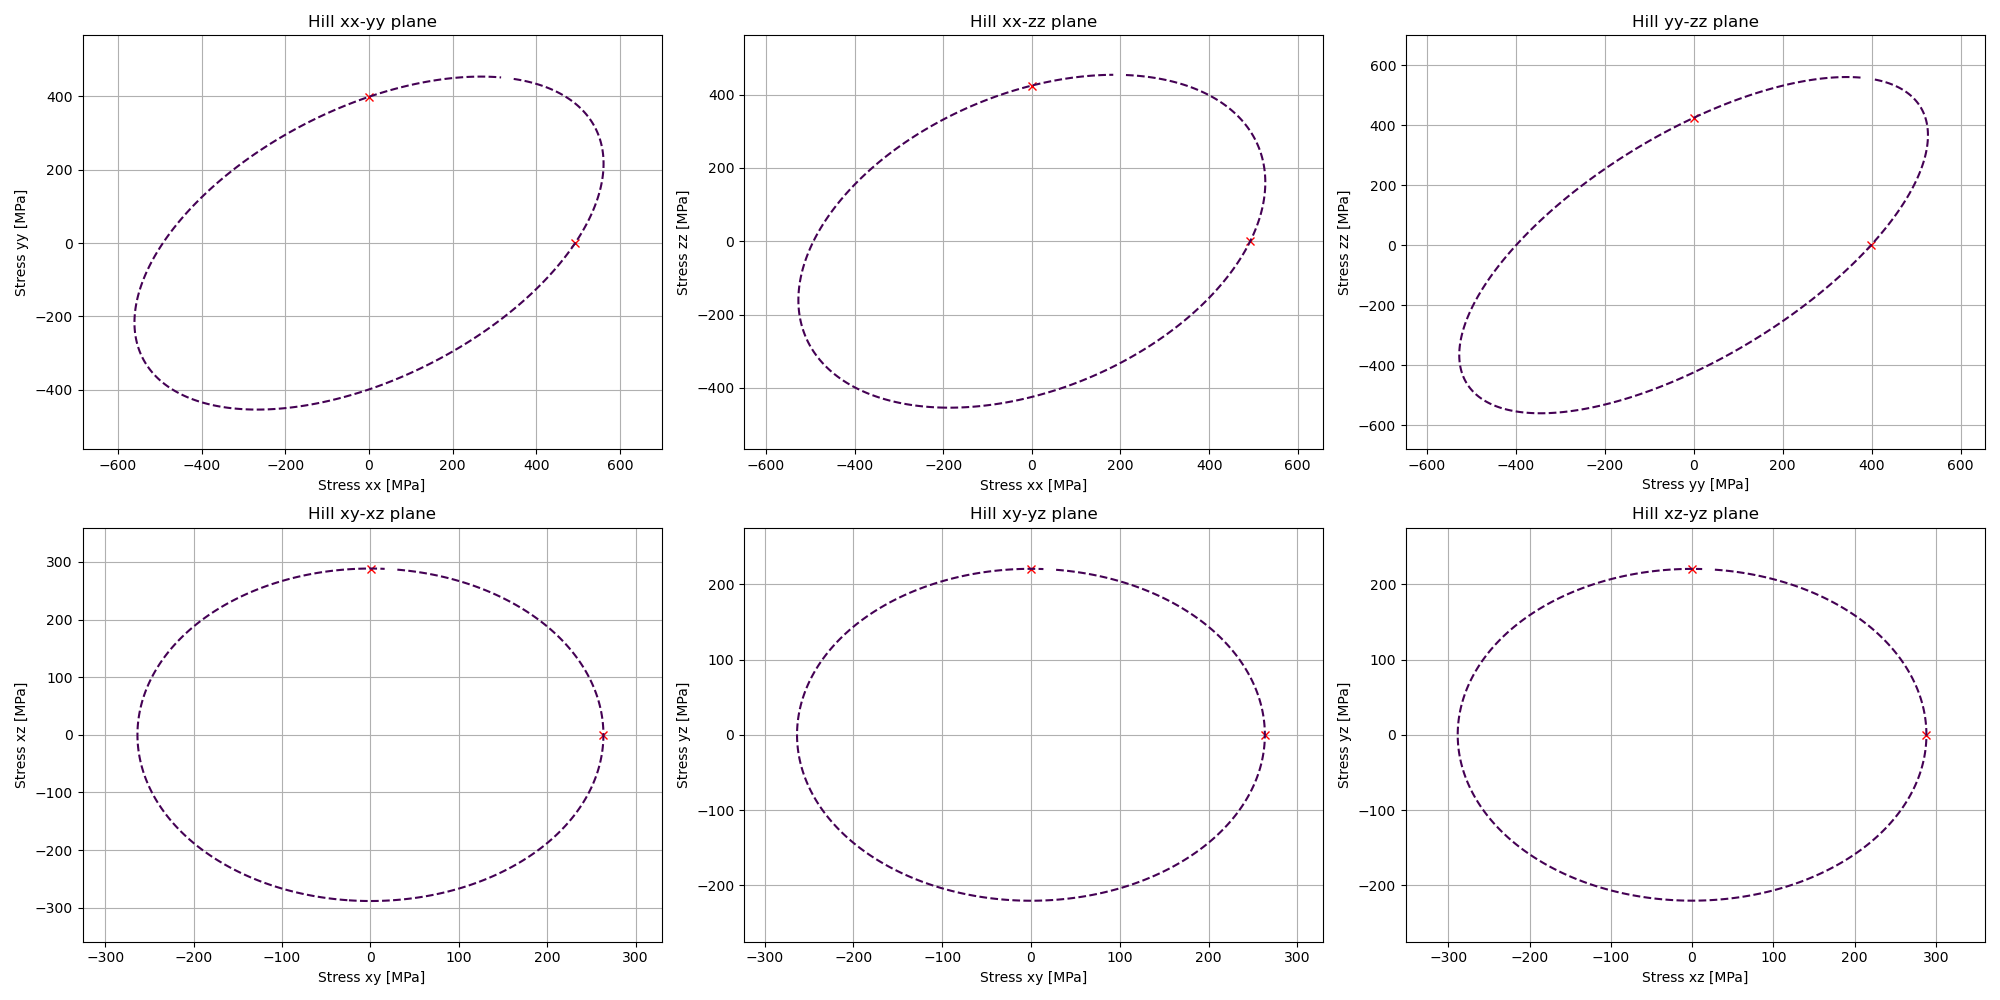 Hill xx-yy plane
Stress yy [MPa]
400
200
0
−200
−400
−600 −400 −200 0 200 400 600
Stress xx [MPa]
Hill xx-zz plane
Stress zz [MPa]
400
200
0
−200
−400
−600 −400 −200 0 200 400 600
Stress xx [MPa]
Hill yy-zz plane
Stress zz [MPa]
600
400
200
0
−200
−400
−600
−600 −400 −200 0 200 400 600
Stress yy [MPa]
Hill xy-xz plane
Stress xz [MPa]
300
200
100
0
−100
−200
−300
−300 −200 −100 0 100 200 300
Stress xy [MPa]
Hill xy-yz plane
Stress yz [MPa]
200
100
0
−100
−200
−300 −200 −100 0 100 200 300
Stress xy [MPa]
Hill xz-yz plane
Stress yz [MPa]
200
100
0
−100
−200
−300 −200 −100 0 100 200 300
Stress xz [MPa]